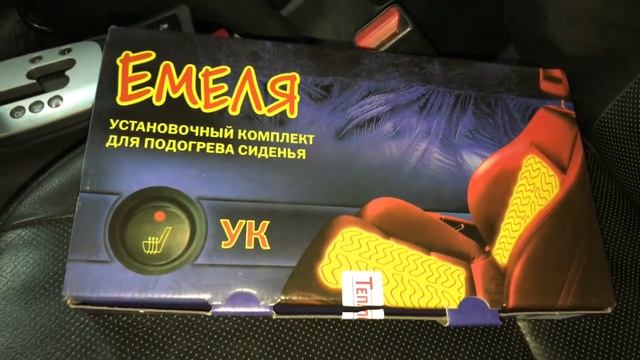 ЕМЕЛЯ
УСТАНОВОЧНЫЙ КОМПЛЕКТ
ДЛЯ ПОДОГРЕВА СИДЕНЬЯ
УК